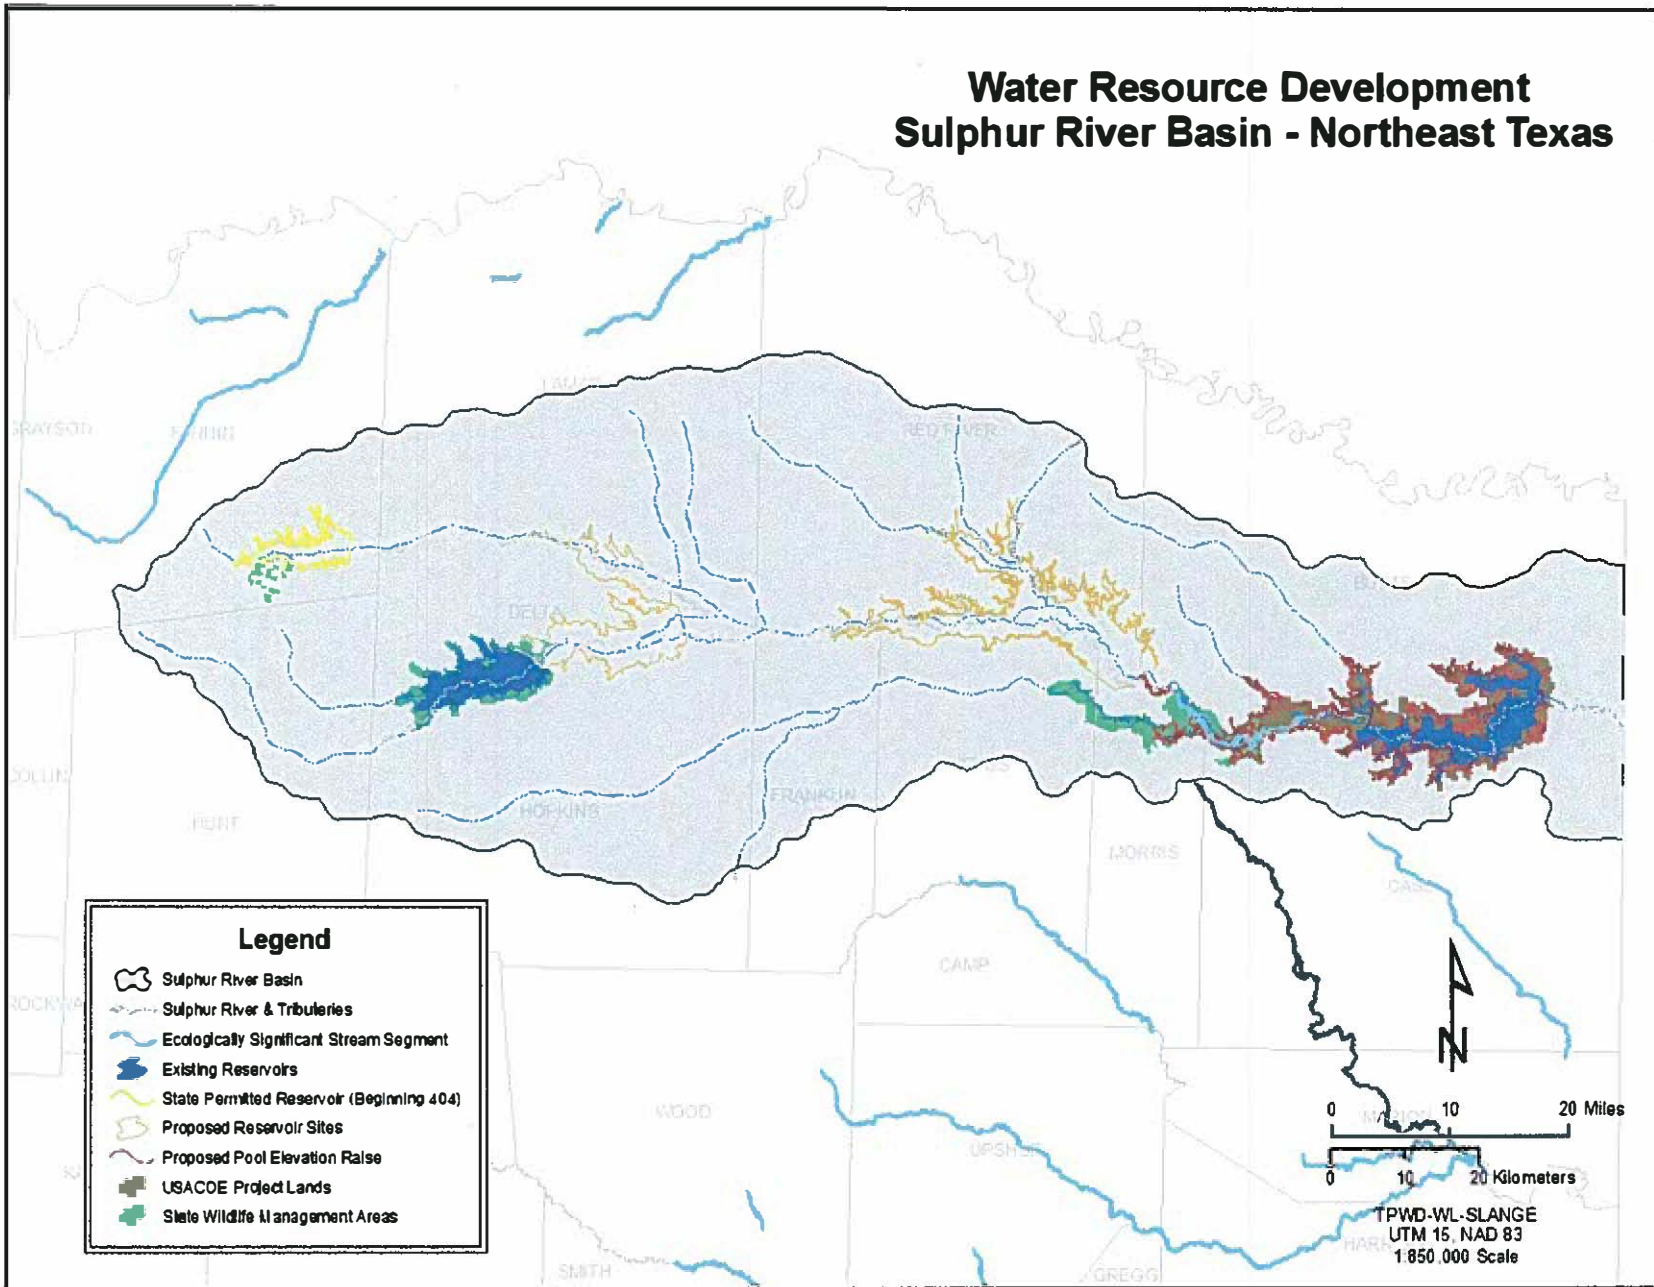 Water Resource Development
Sulphur River Basin - Northeast Texas
LAMAR
GRAYSON
FANNIN
RED RIVER
DELTA
COLLIN
HUNT
HOPKINS
FRANKLIN
MORRIS
CASS
CAMP
WOOD
UPSHUR
MARION
SMITH
GREGG
Legend
Sulphur River Basin
Sulphur River & Tributeries
Ecologically Significant Stream Segment
Existing Reservoirs
State Permitted Reservoir (Beginning 404)
Proposed Reservoir Sites
Proposed Pool Elevation Raise
USACOE Project Lands
State Wildlife Management Areas
N
0 10 20 Miles
0 10 20 Kilometers
TPWD-WL-SLANGE
UTM 15, NAD 83
1:850,000 Scale